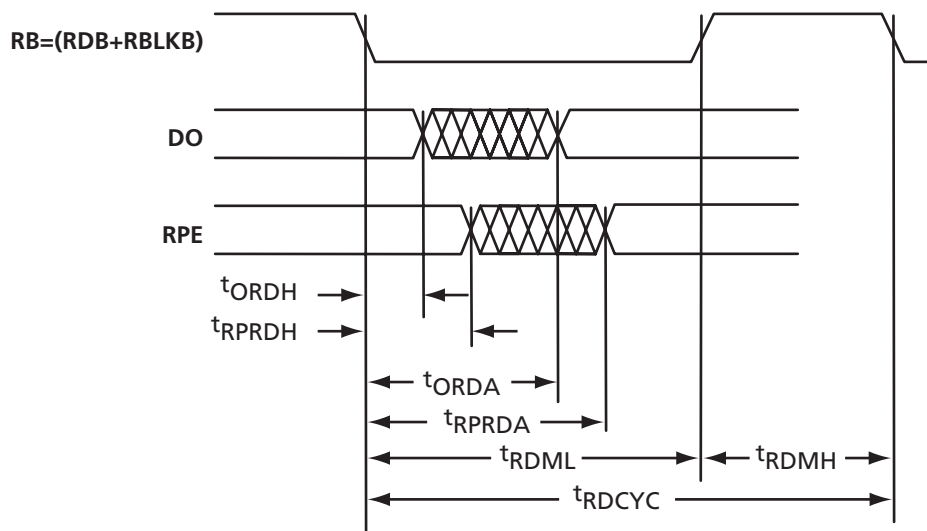 RB=(RDB+RBLKB)
DO
RPE
tORDH
tRPRDH
tORDA
tRPRDA
tRDML tRDMH
tRDCYC